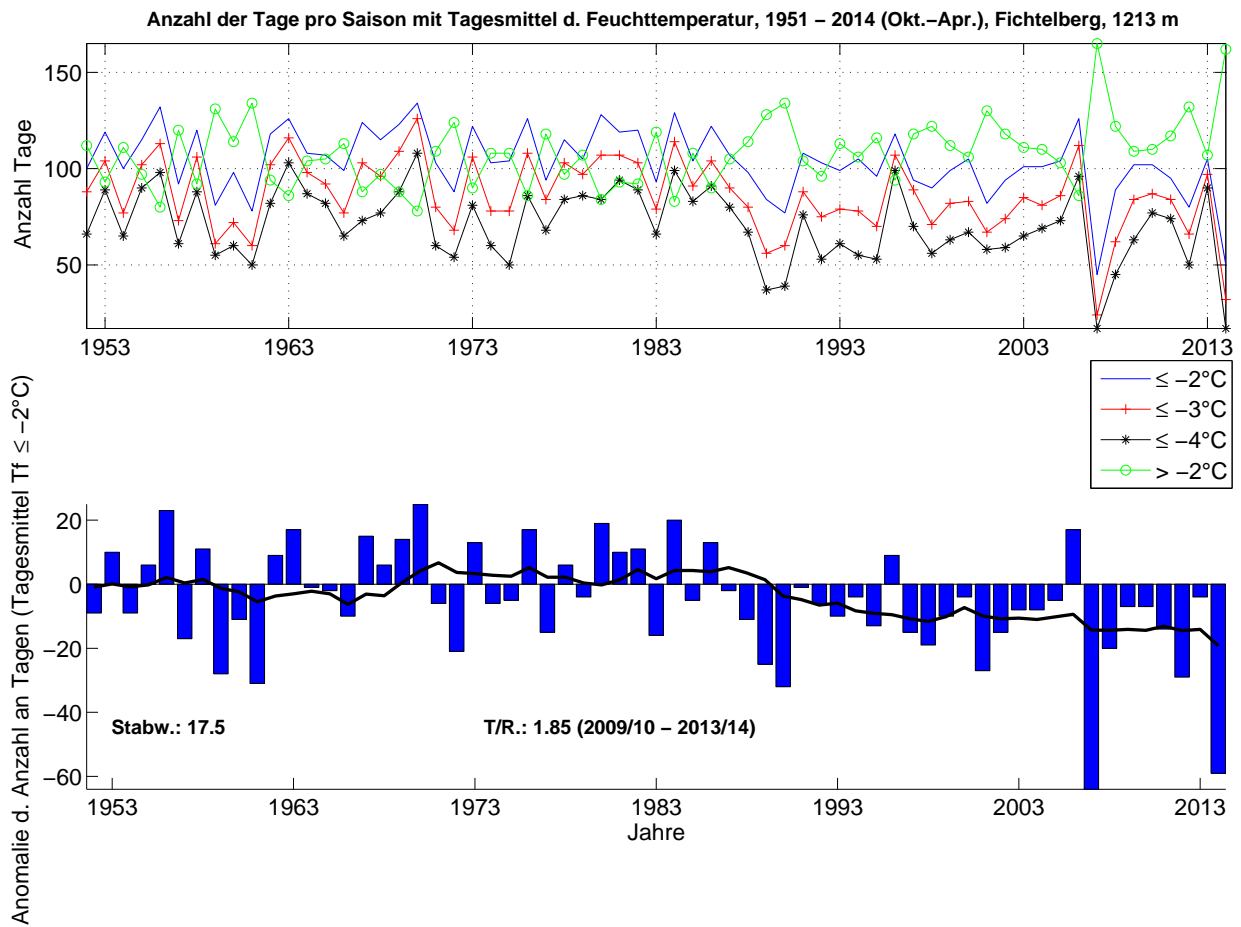 Anzahl der Tage pro Saison mit Tagesmittel d. Feuchttemperatur, 1951 − 2014 (Okt.−Apr.), Fichtelberg, 1213 m
Anzahl Tage
150
100
50
1953
1963
1973
1983
1993
2003
2013
≤ −2°C
≤ −3°C
≤ −4°C
> −2°C
Anomalie d. Anzahl an Tagen (Tagesmittel Tf ≤ −2°C)
20
0
−20
−40
−60
Stabw.: 17.5
T/R.: 1.85 (2009/10 − 2013/14)
1953
1963
1973
1983
1993
2003
2013
Jahre